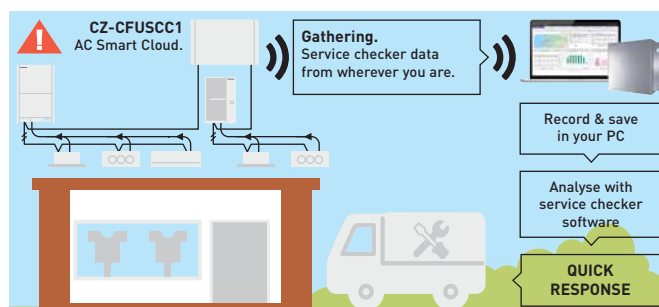 CZ-CFUSCC1
AC Smart Cloud.
Gathering.
Service checker data
from wherever you are.
Record & save
in your PC
Analyse with
service checker
software
QUICK
RESPONSE